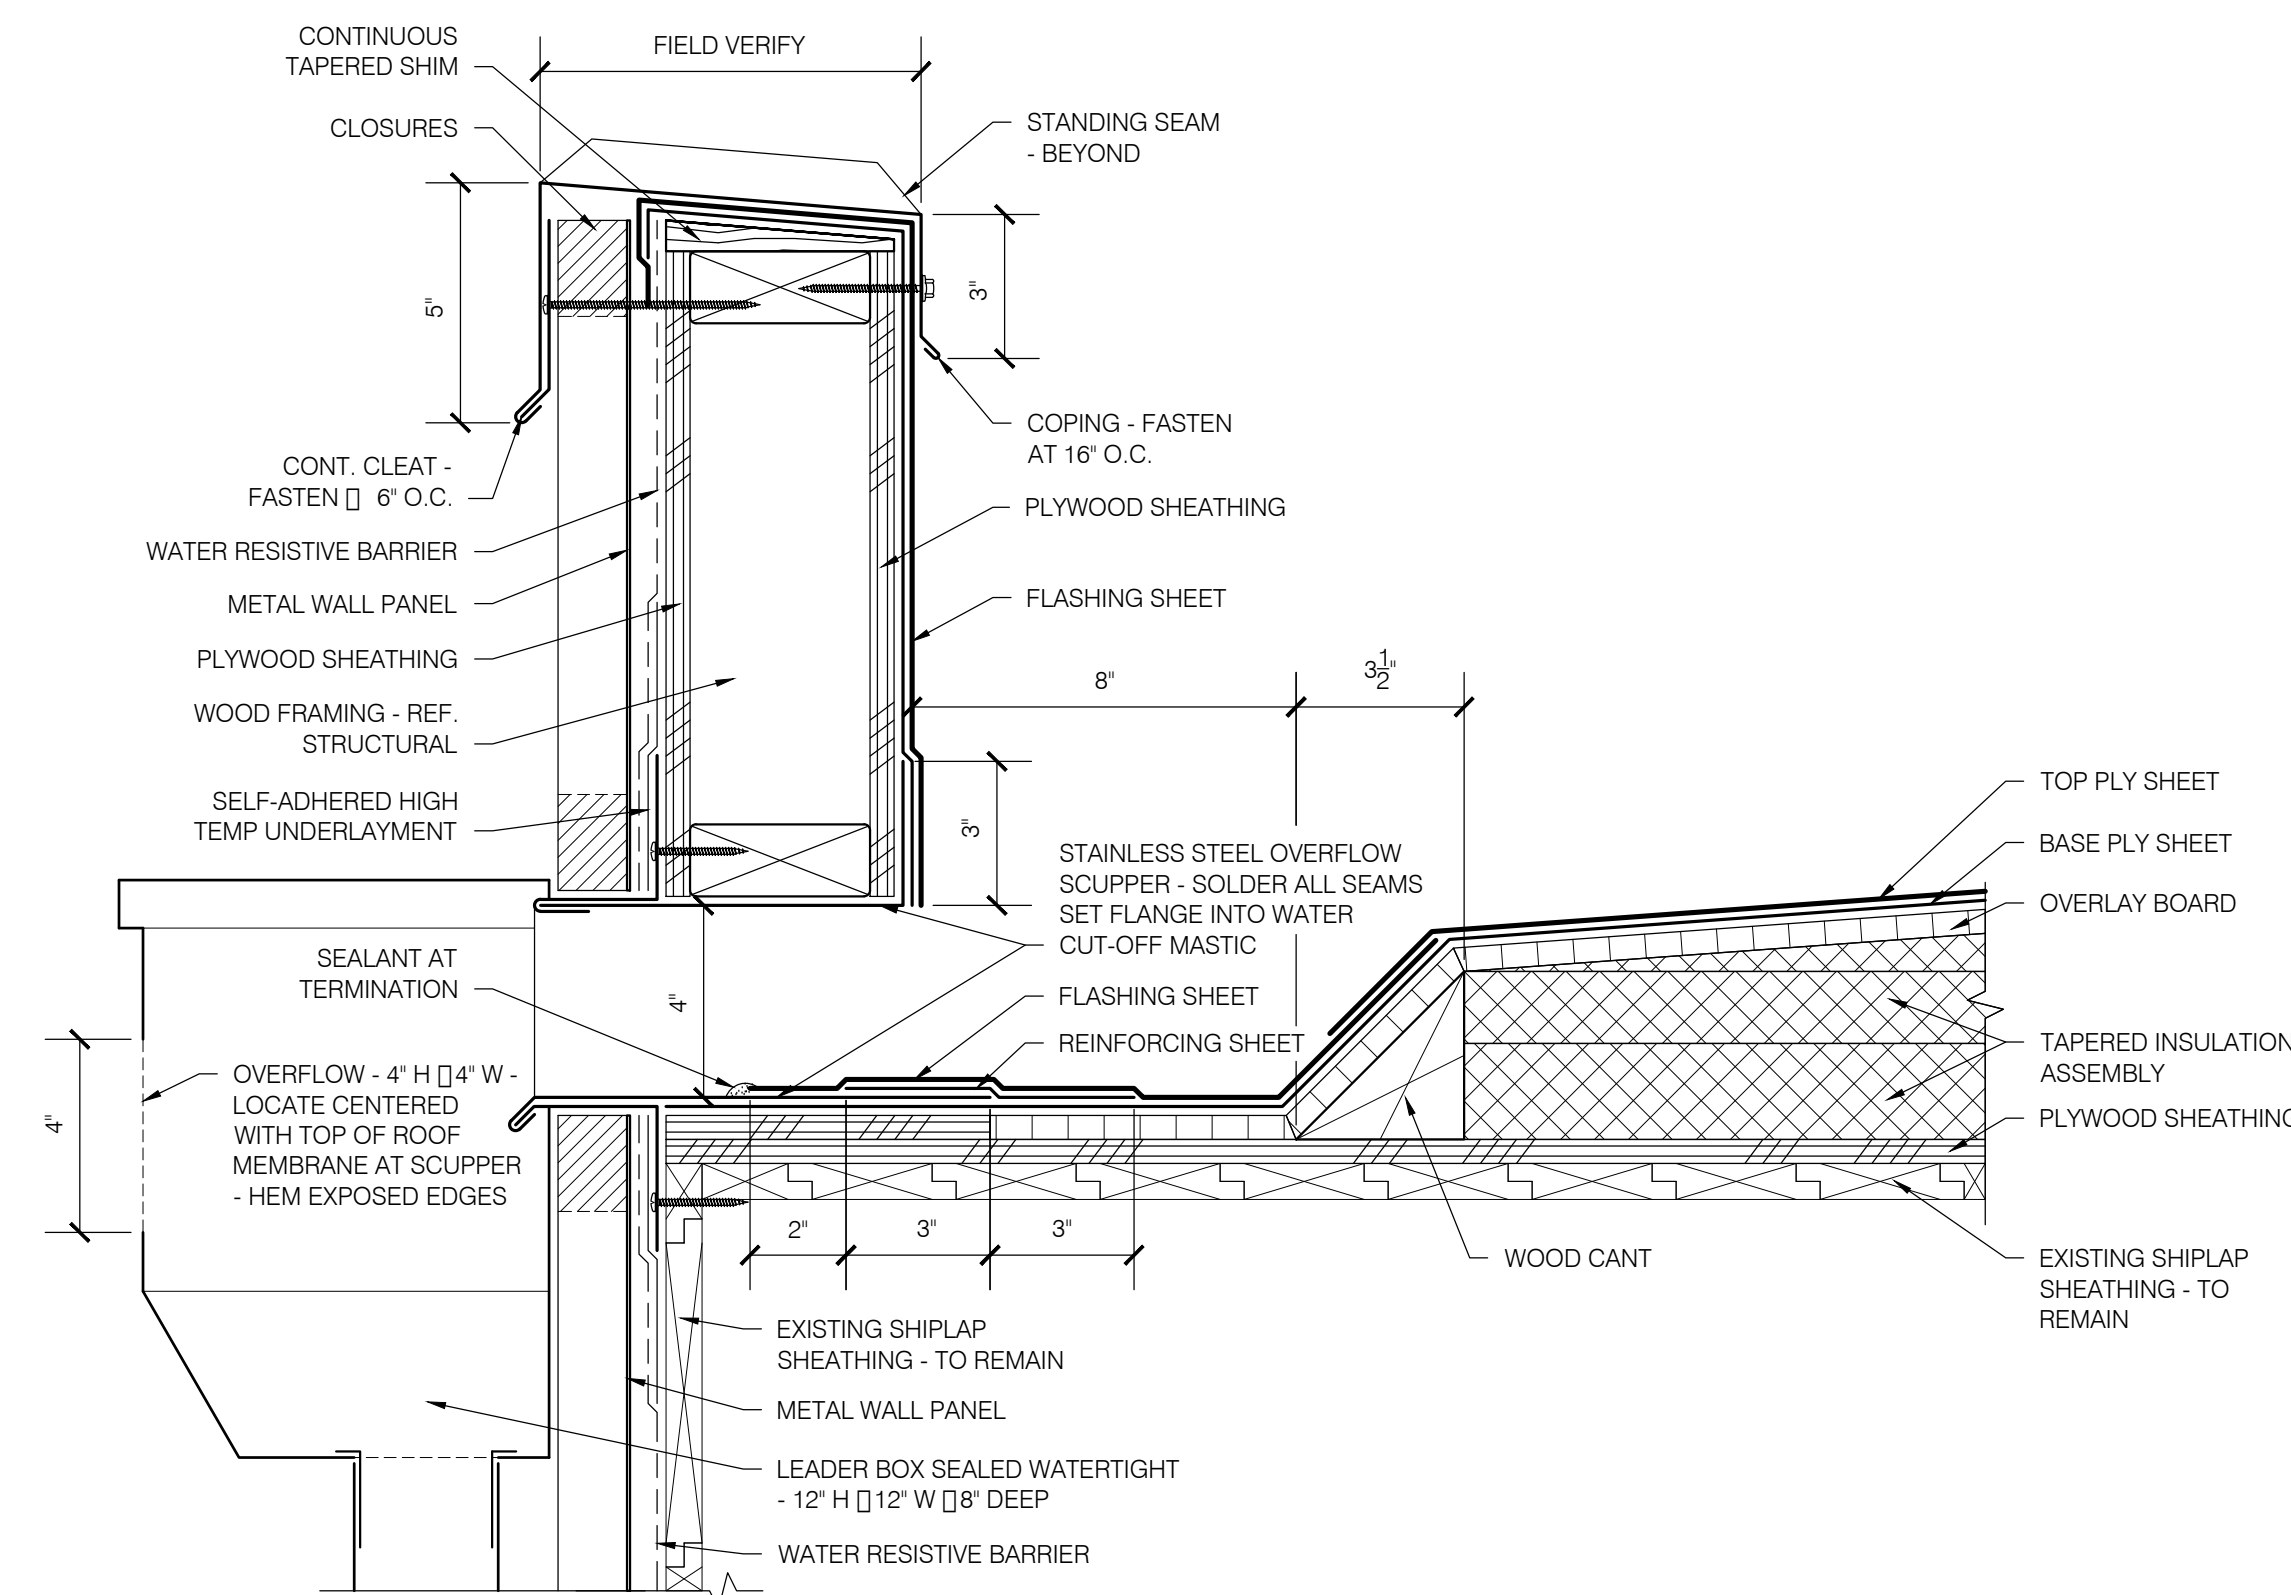 CONTINUOUS
TAPERED SHIM
FIELD VERIFY
CLOSURES
STANDING SEAM
- BEYOND
5"
3"
COPING - FASTEN
AT 16" O.C.
CONT. CLEAT -
FASTEN ▯ 6" O.C.
PLYWOOD SHEATHING
WATER RESISTIVE BARRIER
METAL WALL PANEL
FLASHING SHEET
PLYWOOD SHEATHING
8"
3 1/2"
WOOD FRAMING - REF.
STRUCTURAL
SELF-ADHERED HIGH
TEMP UNDERLAYMENT
3"
TOP PLY SHEET
BASE PLY SHEET
OVERLAY BOARD
STAINLESS STEEL OVERFLOW
SCUPPER - SOLDER ALL SEAMS
SET FLANGE INTO WATER
CUT-OFF MASTIC
SEALANT AT
TERMINATION
4"
FLASHING SHEET
REINFORCING SHEET
TAPERED INSULATION
ASSEMBLY
PLYWOOD SHEATHING
4"
OVERFLOW - 4" H ▯4" W -
LOCATE CENTERED
WITH TOP OF ROOF
MEMBRANE AT SCUPPER
- HEM EXPOSED EDGES
2"
3"
3"
WOOD CANT
EXISTING SHIPLAP
SHEATHING - TO
REMAIN
EXISTING SHIPLAP
SHEATHING - TO REMAIN
METAL WALL PANEL
LEADER BOX SEALED WATERTIGHT
- 12" H ▯12" W ▯8" DEEP
WATER RESISTIVE BARRIER